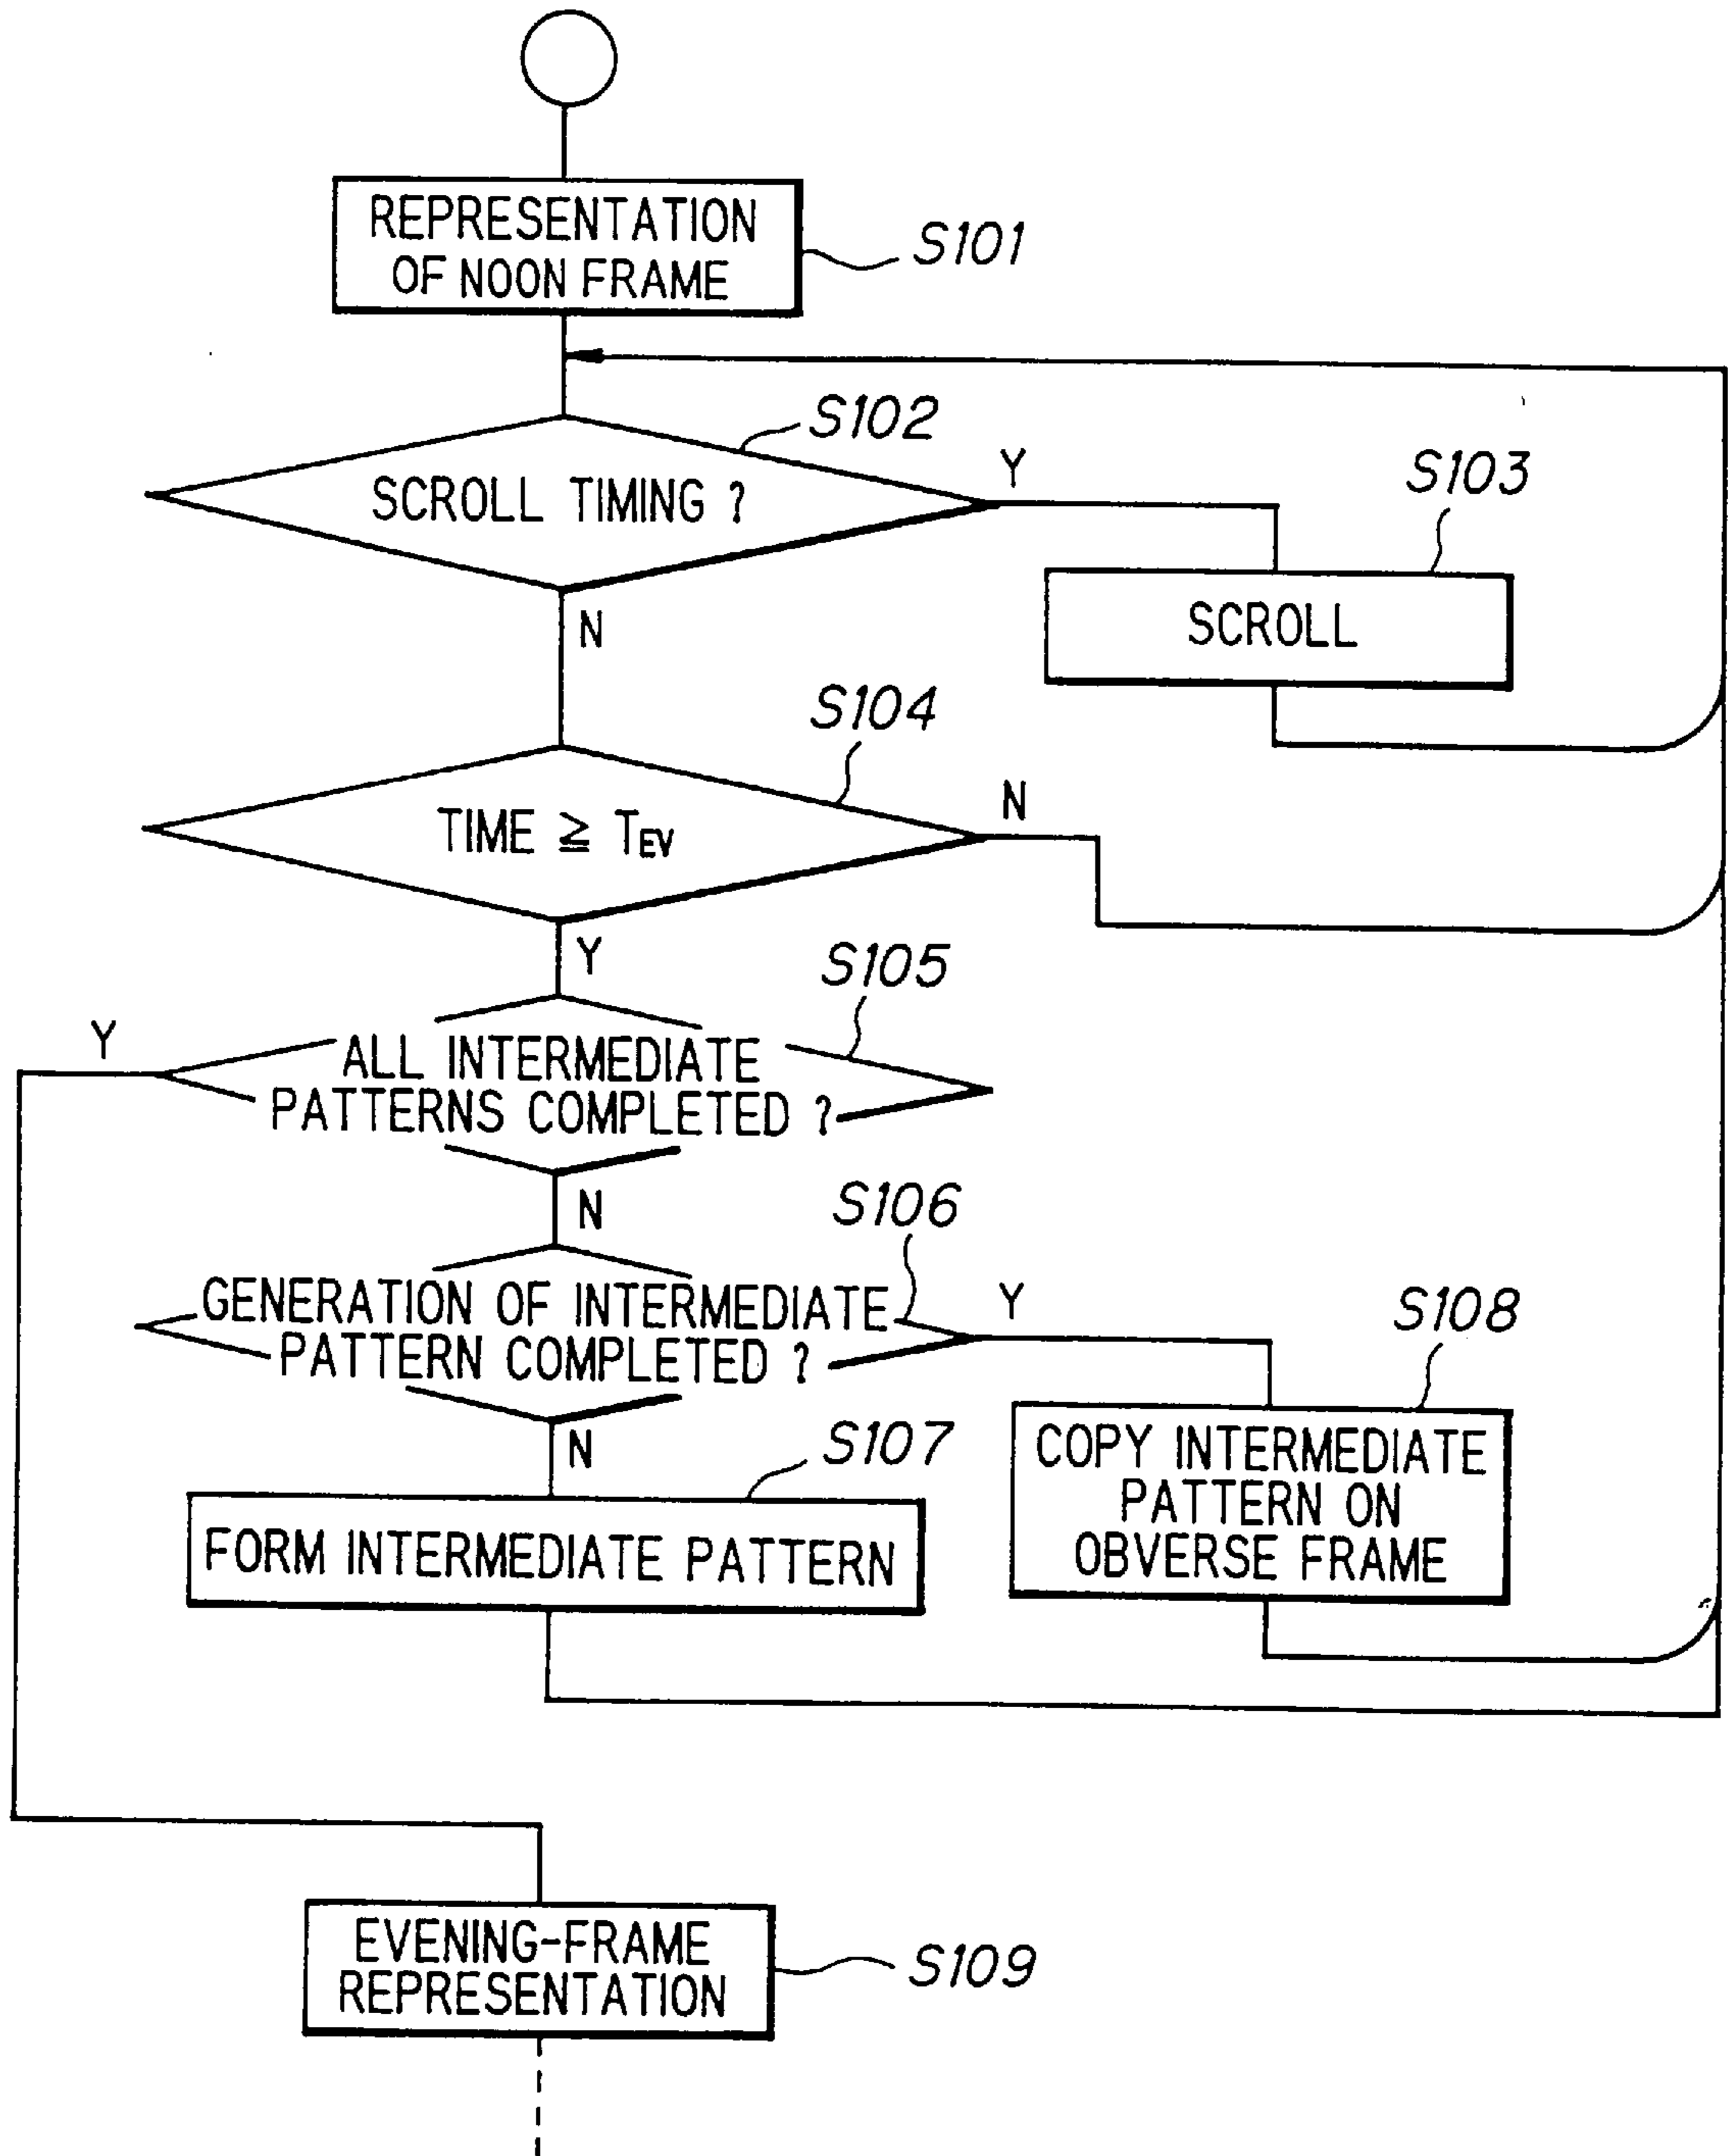 REPRESENTATION
OF NOON FRAME
S101
S102
SCROLL TIMING ?
Y
S103
N
SCROLL
S104
TIME ≧ TEV
N
Y
S105
Y
ALL INTERMEDIATE
PATTERNS COMPLETED ?
N
S106
GENERATION OF INTERMEDIATE
PATTERN COMPLETED ?
Y
S108
N
S107
COPY INTERMEDIATE
PATTERN ON
OBVERSE FRAME
FORM INTERMEDIATE PATTERN
EVENING-FRAME
REPRESENTATION
S109